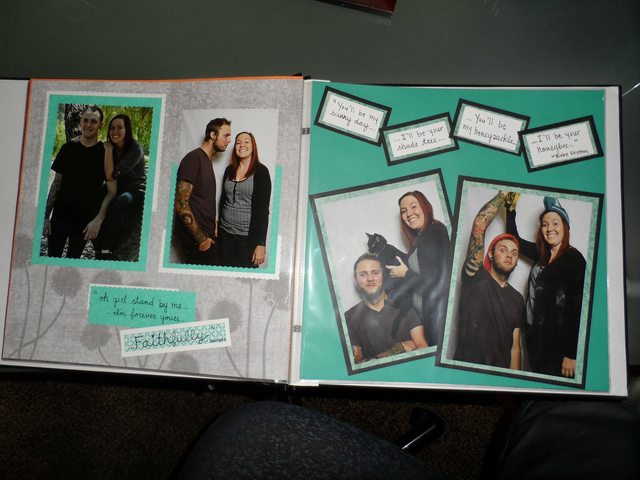 "oh girl stand by me...
- i'm forever yours...
Faithfully."
"You'll be my
sunny day...
...I'll be your
shade tree...
... You'll be
my honeysuckle...
...I'll be your
honeybee..."
-Blake Shelton